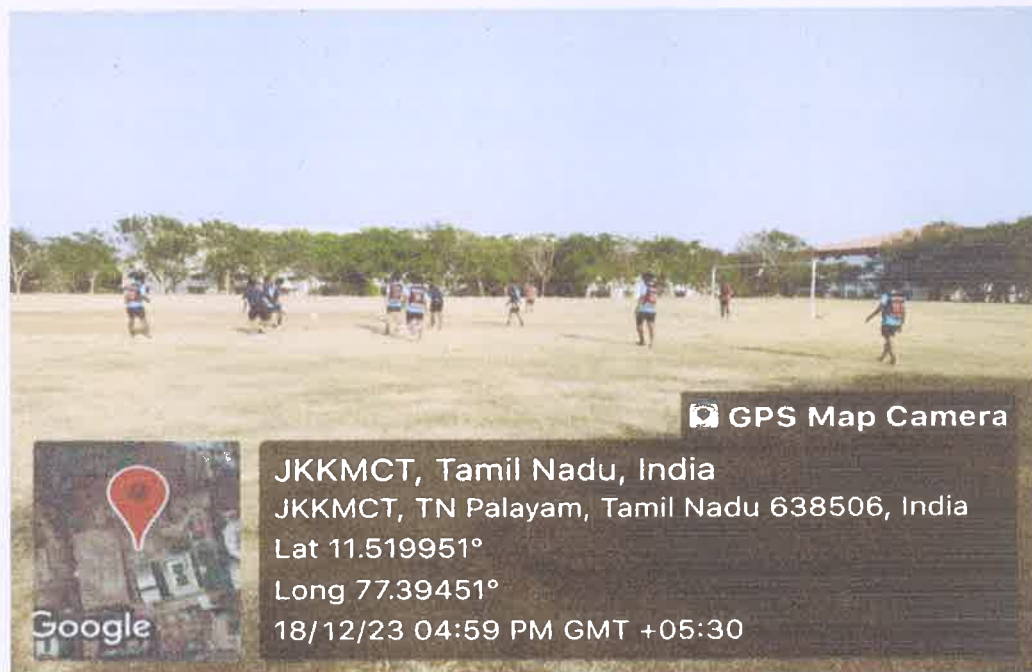 GPS Map Camera
JKKMCT, Tamil Nadu, India
JKKMCT, TN Palayam, Tamil Nadu 638506, India
Lat 11.519951°
Long 77.39451°
18/12/23 04:59 PM GMT +05:30
Google